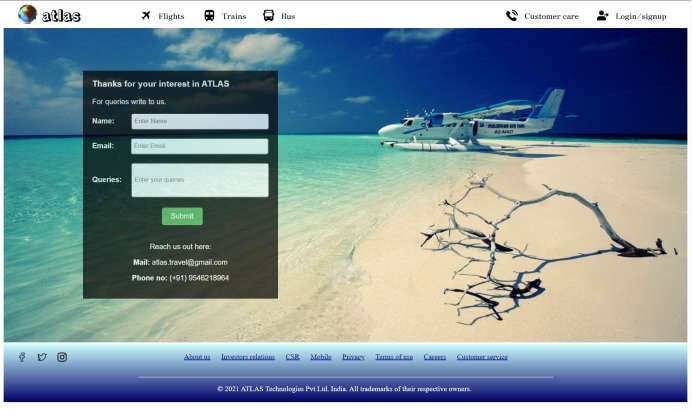 atlas
Flights Trains Bus Customer care Login/signup
Thanks for your interest in ATLAS
For queries write to us.
Name: Enter Name
Email: Enter Email
Queries: Enter your queries
Submit
Reach us out here:
Mail: atlas.travel@gmail.com
Phone no: (+91) 9546218964
About us Investors relations CSR Mobile Privacy Terms of use Careers Customer service
© 2021 ATLAS Technologies Pvt Ltd. India. All trademarks of their respective owners.